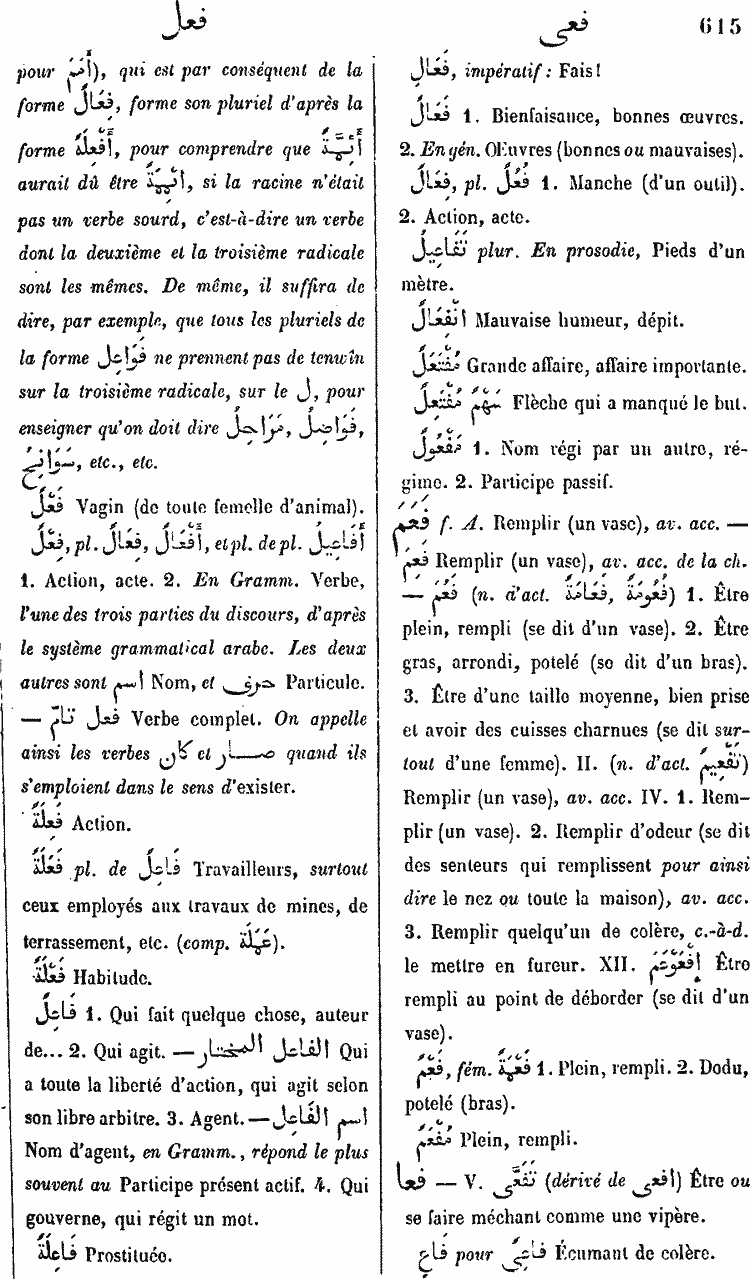 فعل
فعى
615
pour أَئْمُمٌ), qui est par conséquent de la
forme فَعَالٌ, forme son pluriel d'après la
forme أَفْعِلَةٌ, pour comprendre que أَئِمَّةٌ
aurait dû être, si la racine n'était
pas un verbe sourd, c'est-à-dire un verbe
dont la deuxième et la troisième radicale
sont les mêmes. De même, il suffira de
dire, par exemple, que tous les pluriels de
la forme فَوَاعِل ne prennent pas de tenwîn
sur la troisième radicale, sur le ل, pour
enseigner qu'on doit dire فَوَاصِلُ, مَرَاحِلُ,
سَوَانِحُ, etc., etc.
فَعْلٌ Vagin (de toute femelle d'animal).
فِعْلٌ, pl. فِعَالٌ, أَفْعَالٌ, et pl. de pl. أَفَاعِيلُ
1. Action, acte. 2. En Gramm. Verbe,
l'une des trois parties du discours, d'après
le système grammatical arabe. Les deux
autres sont اسم Nom, et حرف Particule.
— فعل تامّ Verbe complet. On appelle
ainsi les verbes كان et صار quand ils
s'emploient dans le sens d'exister.
فَعْلَةٌ Action.
فَعَلَةٌ pl. de فَاعِلٌ Travailleurs, surtout
ceux employés aux travaux de mines, de
terrassement, etc. (comp. عَمَلَةٌ).
فِعْلَةٌ Habitude.
فَاعِلٌ 1. Qui fait quelque chose, auteur
de... 2. Qui agit. — الفاعل المختار Qui
a toute la liberté d'action, qui agit selon
son libre arbitre. 3. Agent. — اسم الفَاعِل
Nom d'agent, en Gramm., répond le plus
souvent au Participe présent actif. 4. Qui
gouverne, qui régit un mot.
فَاعِلَةٌ Prostituée.
فَعَالِ, impératif: Fais!
فَعَالٌ 1. Bienfaisance, bonnes œuvres.
2. En gén. OEuvres (bonnes ou mauvaises).
فِعَالٌ, pl. فُعُلٌ 1. Manche (d'un outil).
2. Action, acte.
تَفَاعِيلُ plur. En prosodie, Pieds d'un
mètre.
انْفِعَالٌ Mauvaise humeur, dépit.
مُفْتَعَلٌ Grande affaire, affaire importante.
سَهْمٌ مُفْتَعَلٌ Flèche qui a manqué le but.
مَفْعُولٌ 1. Nom régi par un autre, ré-
gime. 2. Participe passif.
فَعَمَ f. A. Remplir (un vase), av. acc. —
فَعِمَ Remplir (un vase), av. acc. de la ch.
— فَعُمَ (n. d'act. فَعَامَةٌ, فُعُومَةٌ) 1. Être
plein, rempli (se dit d'un vase). 2. Être
gras, arrondi, potelé (se dit d'un bras).
3. Être d'une taille moyenne, bien prise
et avoir des cuisses charnues (se dit sur-
tout d'une femme). II. (n. d'act. تَفْعِيمٌ)
Remplir (un vase), av. acc. IV. 1. Rem-
plir (un vase). 2. Remplir d'odeur (se dit
des senteurs qui remplissent pour ainsi
dire le nez ou toute la maison), av. acc.
3. Remplir quelqu'un de colère, c.-à-d.
le mettre en fureur. XII. إِفْعَوْعَمَ Être
rempli au point de déborder (se dit d'un
vase).
فَعْمٌ, fém. فَعْمَةٌ 1. Plein, rempli. 2. Dodu,
potelé (bras).
مُفْعَمٌ Plein, rempli.
فعا — V. تَفَعَّى (dérivé de افعى) Être ou
se faire méchant comme une vipère.
فَاعٍ pour فَاعِىٌ Écumant de colère.